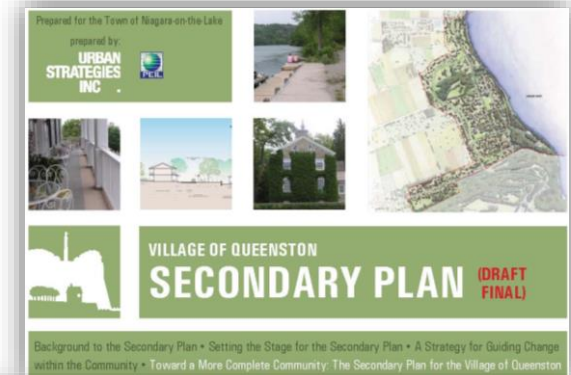 Prepared for the Town of Niagara-on-the-Lake
prepared by:
URBAN
STRATEGIES
INC .
PEIL
VILLAGE OF QUEENSTON
SECONDARY PLAN (DRAFT
FINAL)
Background to the Secondary Plan • Setting the Stage for the Secondary Plan • A Strategy for Guiding Change
within the Community • Toward a More Complete Community: The Secondary Plan for the Village of Queenston